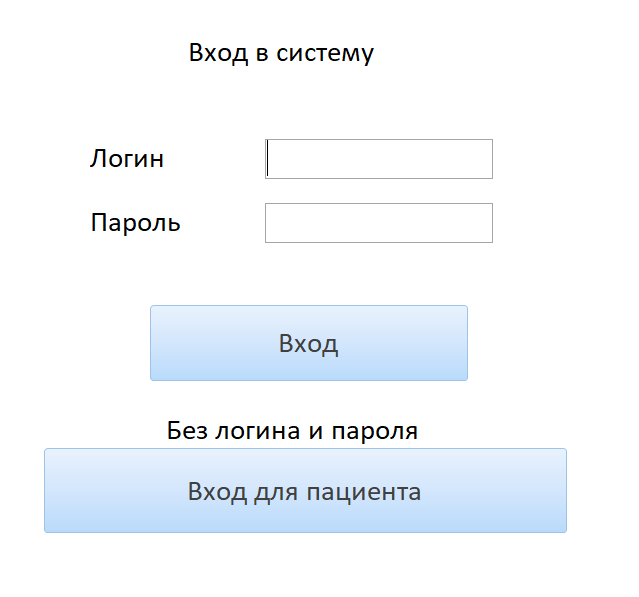 Вход в систему
Логин
Пароль
Вход
Без логина и пароля
Вход для пациента